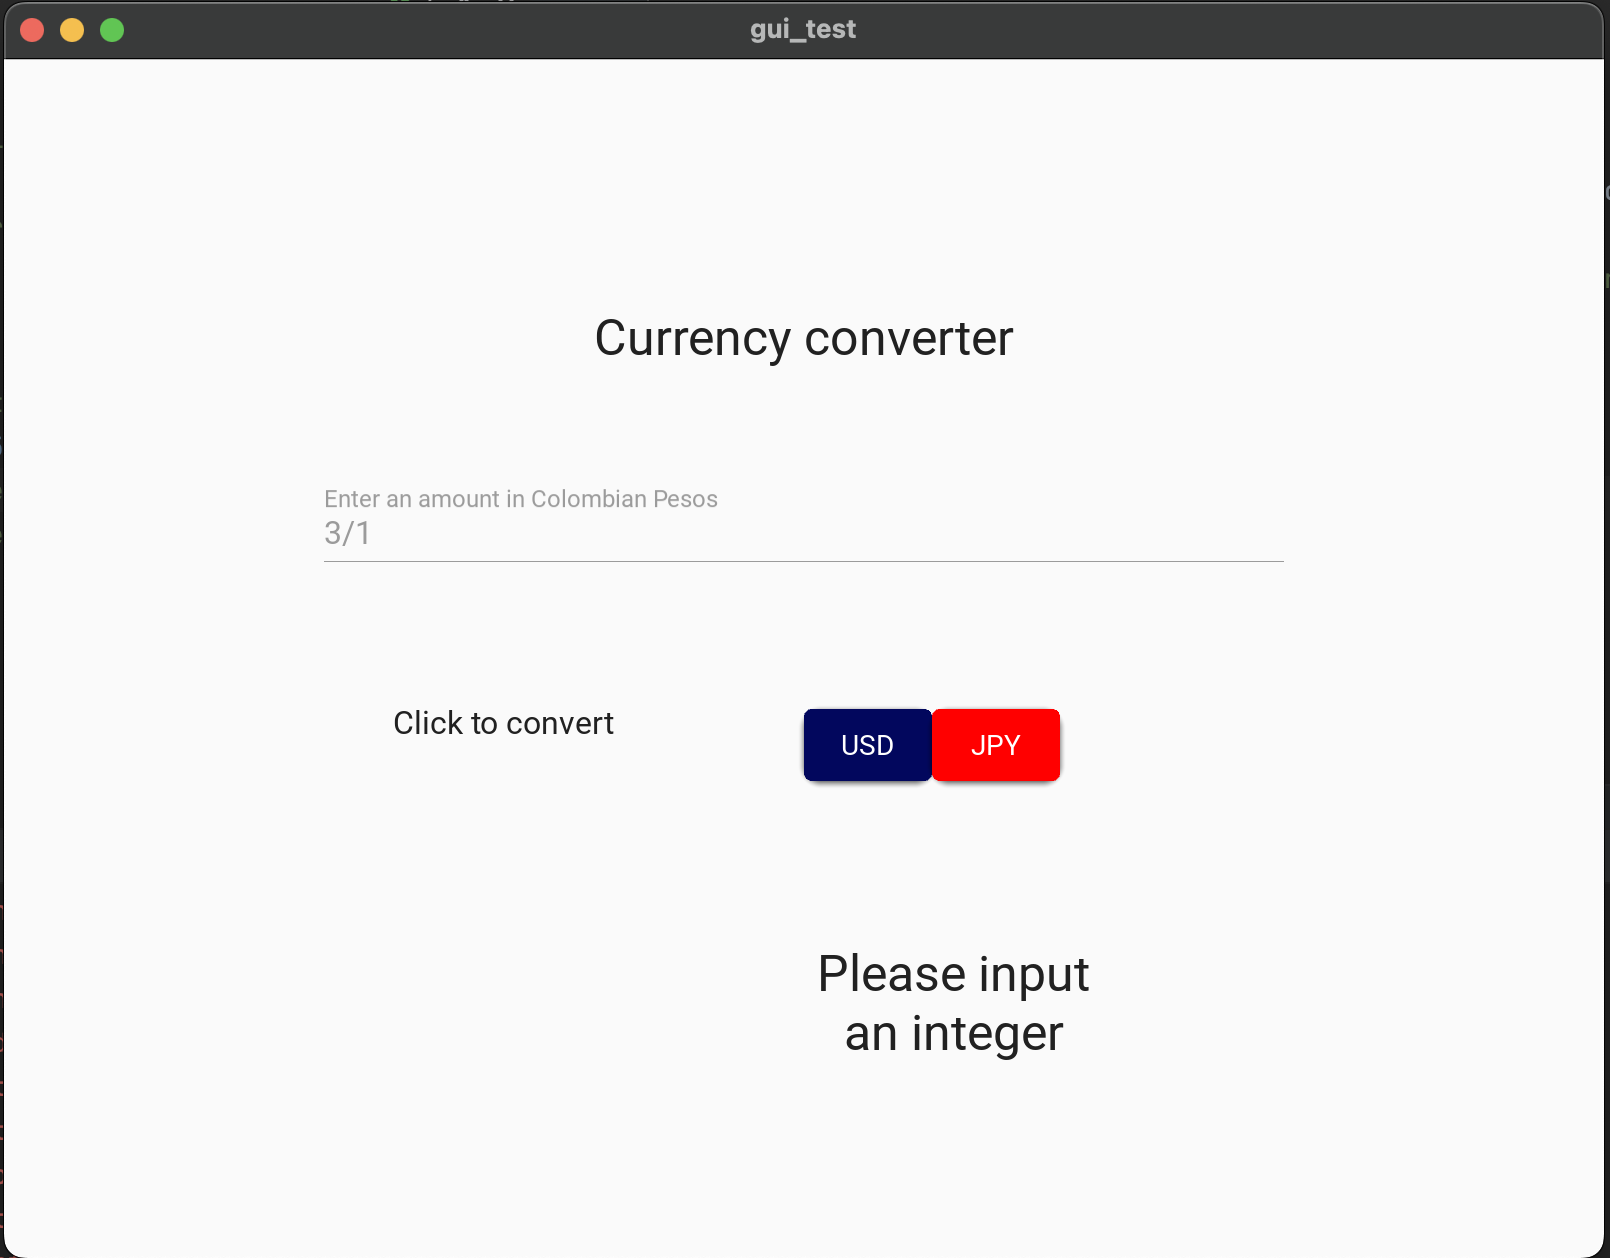 gui_test
Currency converter
Enter an amount in Colombian Pesos
3/1
Click to convert
USD
JPY
Please input
an integer